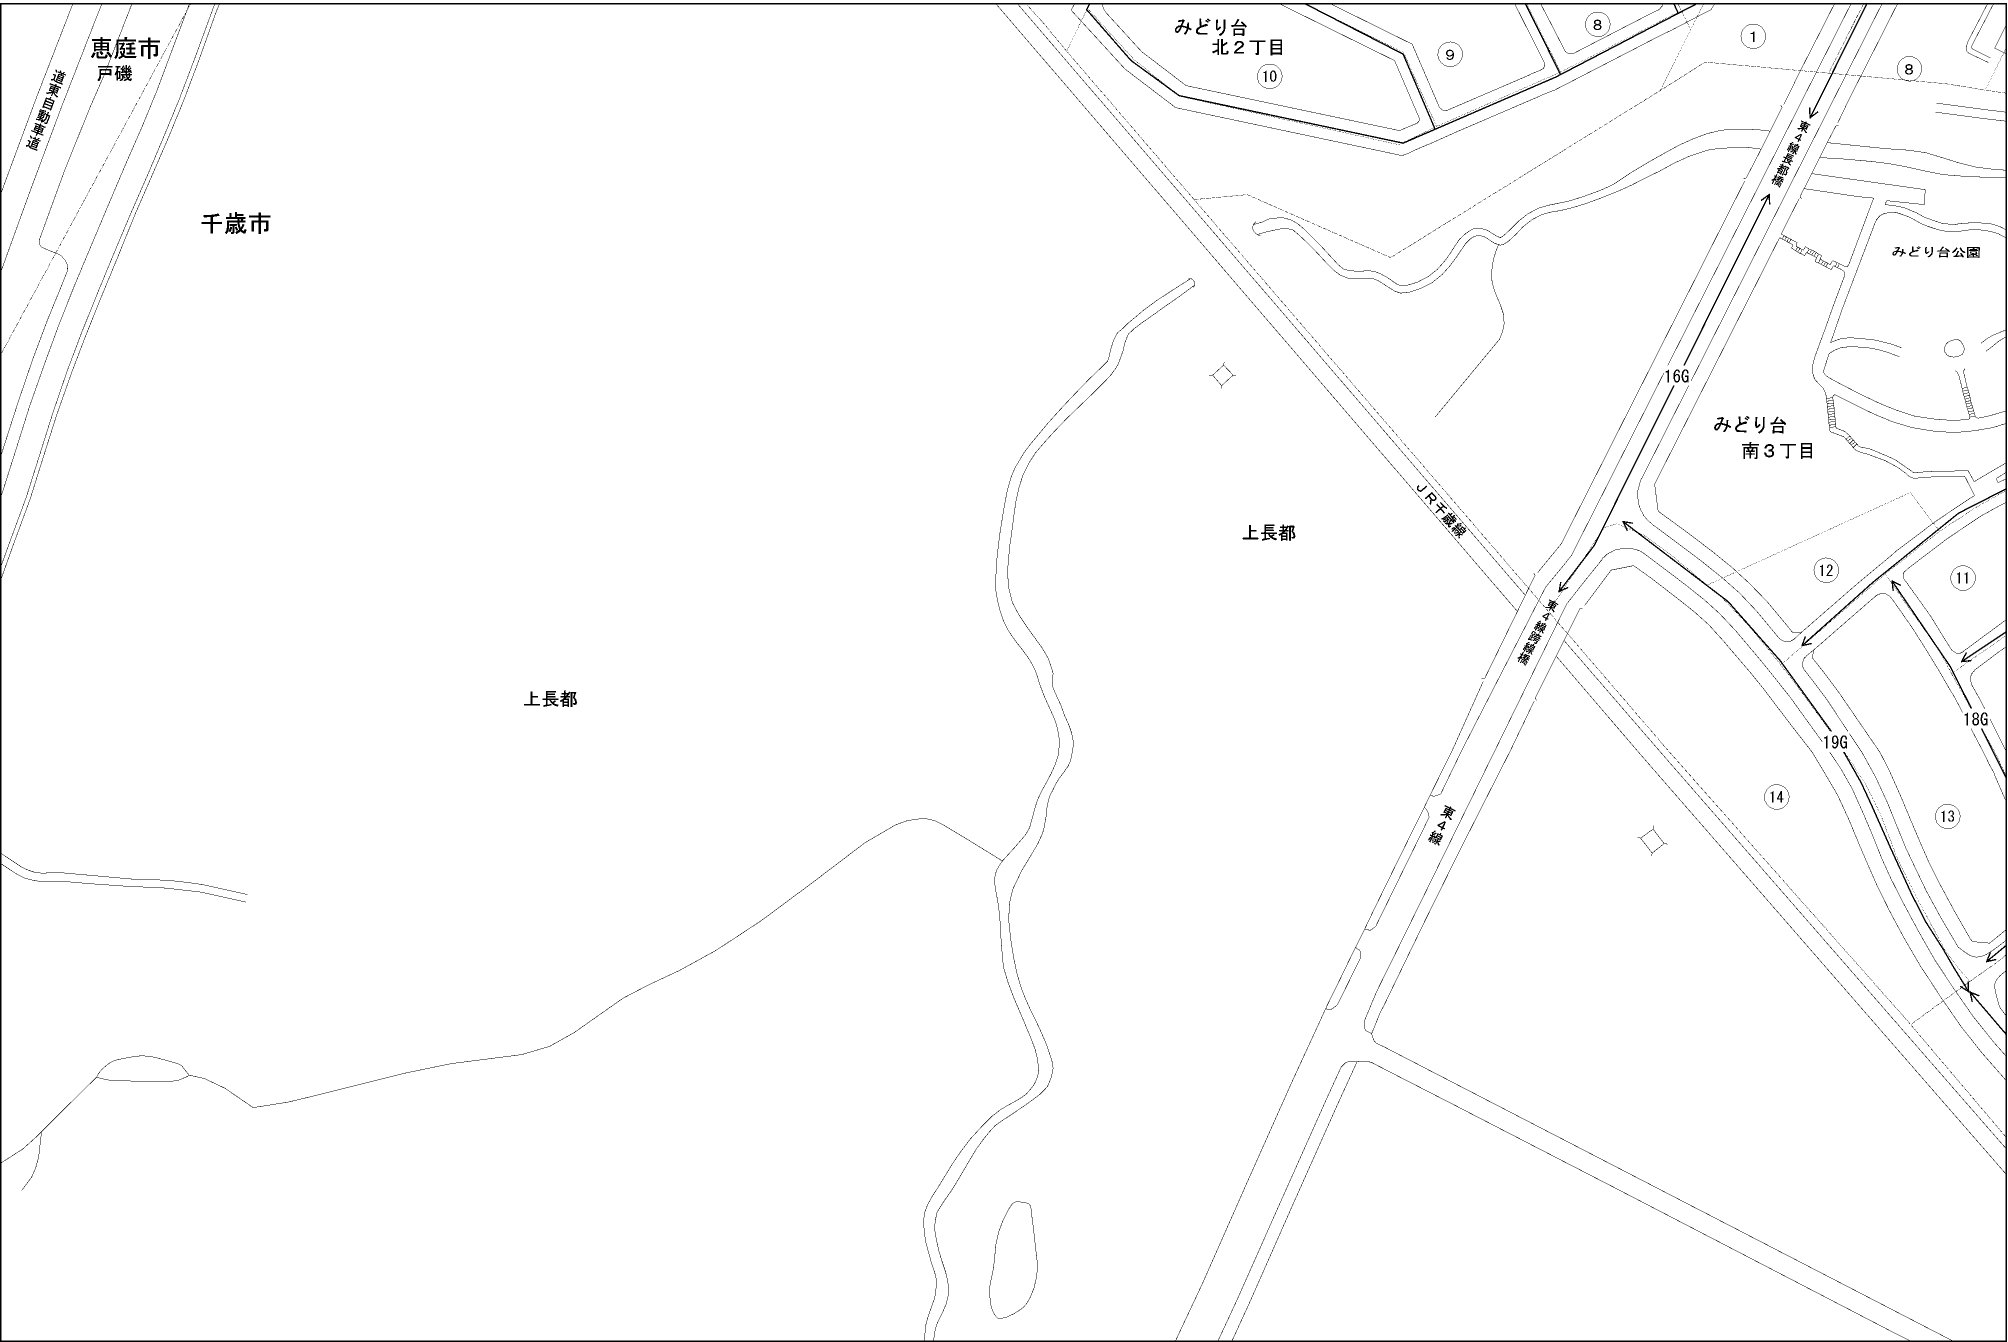 恵庭市
戸磯
道東自動車道
千歳市
みどり台
北２丁目
⑩
⑨
⑧
①
⑧
東４線長都橋
みどり台公園
16G
みどり台
南３丁目
ＪＲ千歳線
上長都
⑫
⑪
東４線跨線橋
上長都
18G
19G
⑭
⑬
東４線